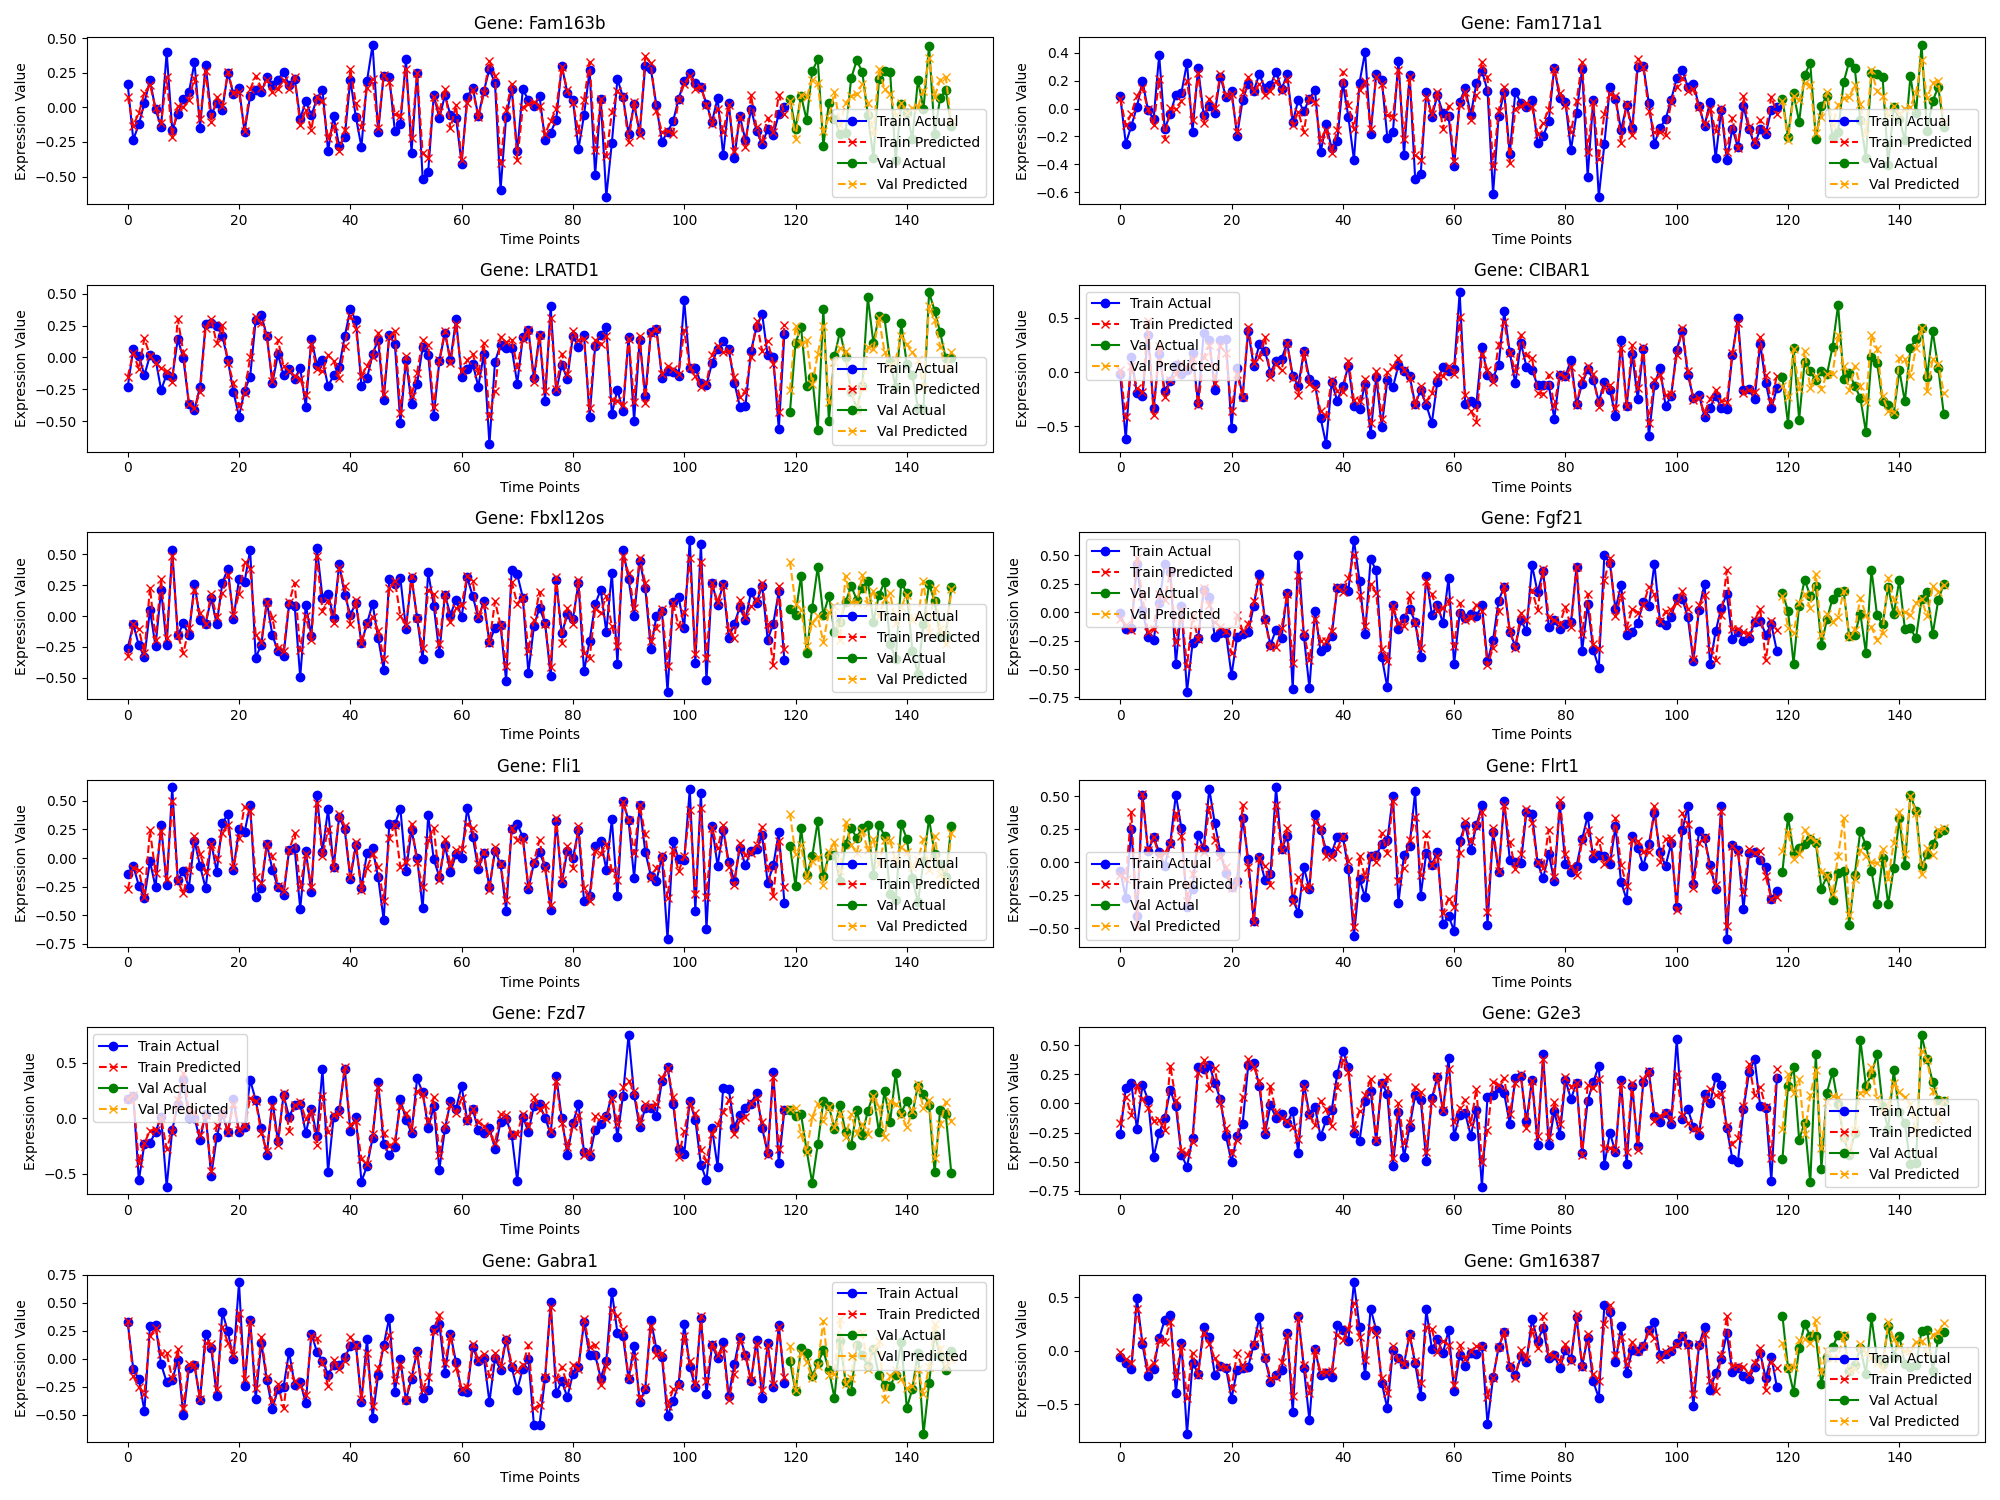 Gene: Fam163b
Expression Value
0.50
0.25
0.00
−0.25
−0.50
0 20 40 60 80 100 120 140
Time Points
Train Actual
Train Predicted
Val Actual
Val Predicted
Gene: Fam171a1
Expression Value
0.4
0.2
0.0
−0.2
−0.4
−0.6
0 20 40 60 80 100 120 140
Time Points
Train Actual
Train Predicted
Val Actual
Val Predicted
Gene: LRATD1
Expression Value
0.50
0.25
0.00
−0.25
−0.50
0 20 40 60 80 100 120 140
Time Points
Train Actual
Train Predicted
Val Actual
Val Predicted
Gene: CIBAR1
Expression Value
0.5
0.0
−0.5
0 20 40 60 80 100 120 140
Time Points
Train Actual
Train Predicted
Val Actual
Val Predicted
Gene: Fbxl12os
Expression Value
0.50
0.25
0.00
−0.25
−0.50
0 20 40 60 80 100 120 140
Time Points
Train Actual
Train Predicted
Val Actual
Val Predicted
Gene: Fgf21
Expression Value
0.50
0.25
0.00
−0.25
−0.50
−0.75
0 20 40 60 80 100 120 140
Time Points
Train Actual
Train Predicted
Val Actual
Val Predicted
Gene: Fli1
Expression Value
0.50
0.25
0.00
−0.25
−0.50
−0.75
0 20 40 60 80 100 120 140
Time Points
Train Actual
Train Predicted
Val Actual
Val Predicted
Gene: Flrt1
Expression Value
0.50
0.25
0.00
−0.25
−0.50
0 20 40 60 80 100 120 140
Time Points
Train Actual
Train Predicted
Val Actual
Val Predicted
Gene: Fzd7
Expression Value
0.5
0.0
−0.5
0 20 40 60 80 100 120 140
Time Points
Train Actual
Train Predicted
Val Actual
Val Predicted
Gene: G2e3
Expression Value
0.50
0.25
0.00
−0.25
−0.50
−0.75
0 20 40 60 80 100 120 140
Time Points
Train Actual
Train Predicted
Val Actual
Val Predicted
Gene: Gabra1
Expression Value
0.75
0.50
0.25
0.00
−0.25
−0.50
0 20 40 60 80 100 120 140
Time Points
Train Actual
Train Predicted
Val Actual
Val Predicted
Gene: Gm16387
Expression Value
0.5
0.0
−0.5
0 20 40 60 80 100 120 140
Time Points
Train Actual
Train Predicted
Val Actual
Val Predicted